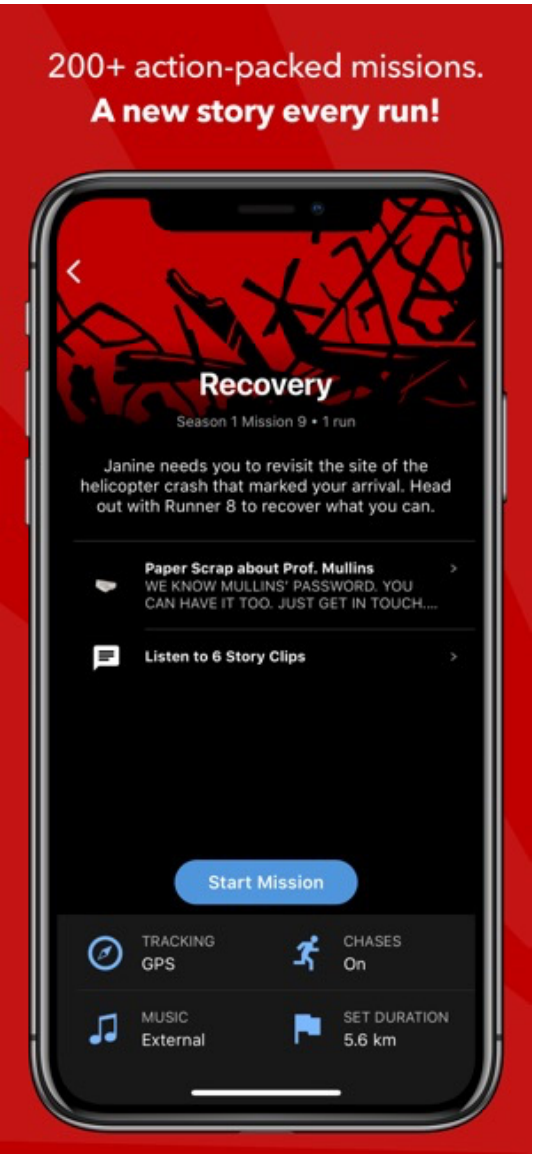 200+ action-packed missions.
A new story every run!
Recovery
Season 1 Mission 9 • 1 run
Janine needs you to revisit the site of the
helicopter crash that marked your arrival. Head
out with Runner 8 to recover what you can.
Paper Scrap about Prof. Mullins
WE KNOW MULLINS' PASSWORD. YOU
CAN HAVE IT TOO. JUST GET IN TOUCH....
Listen to 6 Story Clips
Start Mission
TRACKING
GPS
CHASES
On
MUSIC
External
SET DURATION
5.6 km